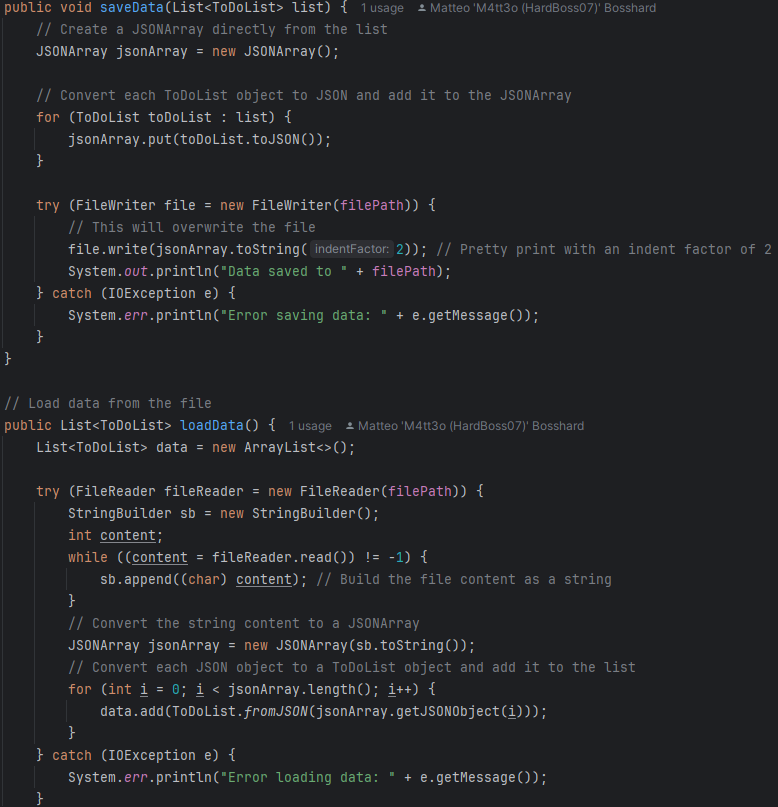 public void saveData(List<ToDoList> list) {  1 usage  Matteo 'M4tt3o (HardBoss07)' Bosshard
    // Create a JSONArray directly from the list
    JSONArray jsonArray = new JSONArray();

    // Convert each ToDoList object to JSON and add it to the JSONArray
    for (ToDoList toDoList : list) {
        jsonArray.put(toDoList.toJSON());
    }

    try (FileWriter file = new FileWriter(filePath)) {
        // This will overwrite the file
        file.write(jsonArray.toString( indentFactor: 2)); // Pretty print with an indent factor of 2
        System.out.println("Data saved to " + filePath);
    } catch (IOException e) {
        System.err.println("Error saving data: " + e.getMessage());
    }
}

// Load data from the file
public List<ToDoList> loadData() {  1 usage  Matteo 'M4tt3o (HardBoss07)' Bosshard
    List<ToDoList> data = new ArrayList<>();

    try (FileReader fileReader = new FileReader(filePath)) {
        StringBuilder sb = new StringBuilder();
        int content;
        while ((content = fileReader.read()) != -1) {
            sb.append((char) content); // Build the file content as a string
        }
        // Convert the string content to a JSONArray
        JSONArray jsonArray = new JSONArray(sb.toString());
        // Convert each JSON object to a ToDoList object and add it to the list
        for (int i = 0; i < jsonArray.length(); i++) {
            data.add(ToDoList.fromJSON(jsonArray.getJSONObject(i)));
        }
    } catch (IOException e) {
        System.err.println("Error loading data: " + e.getMessage());
    }